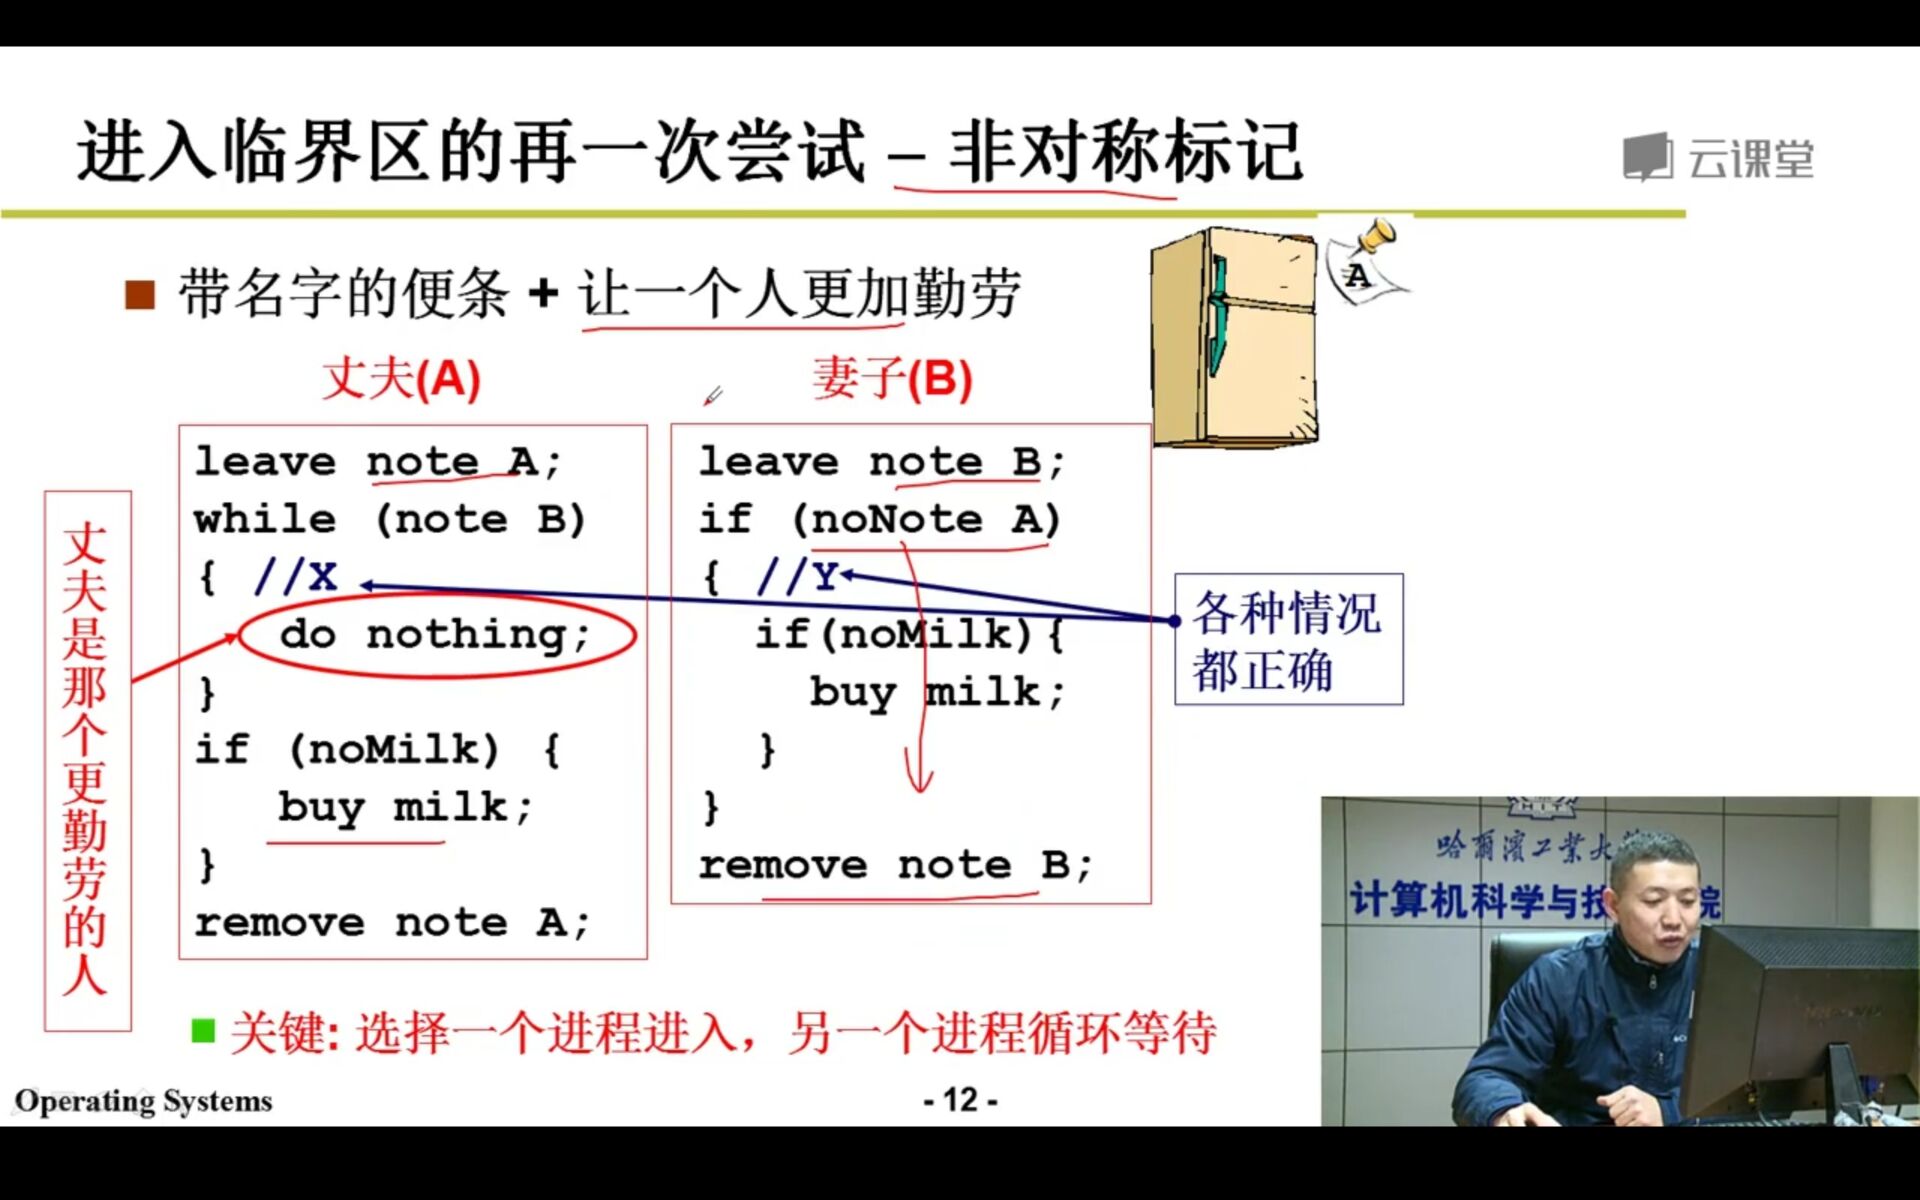 进入临界区的再一次尝试 – 非对称标记
云课堂
■ 带名字的便条 + 让一个人更加勤劳
A
丈夫(A)
leave note A;
while (note B)
{ //X
do nothing;
}
if (noMilk) {
buy milk;
}
remove note A;
妻子(B)
leave note B;
if (noNote A)
{ //Y
if(noMilk){
buy milk;
}
}
remove note B;
丈夫是那个更勤劳的人
各种情况
都正确
哈爾濱工業大
计算机科学与技
院
■ 关键: 选择一个进程进入，另一个进程循环等待
Operating Systems
- 12 -